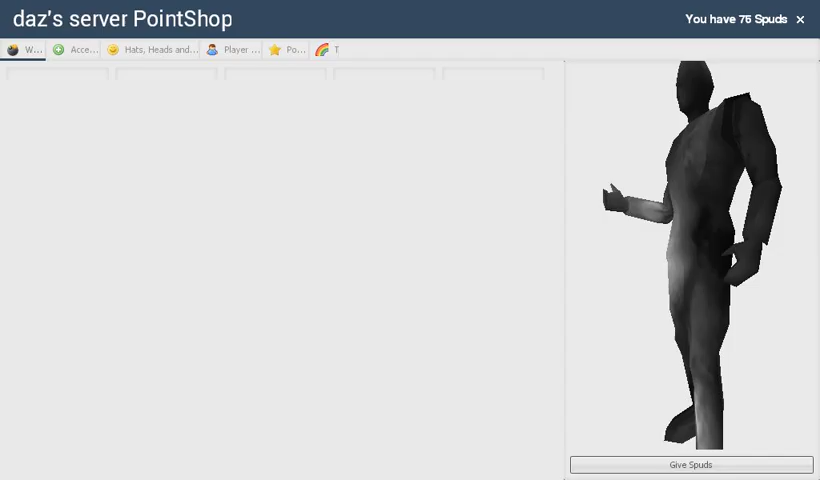 daz's server PointShop
You have 75 Spuds ×
W... Acce... Hats, Heads and... Player ... Po... T
Give Spuds